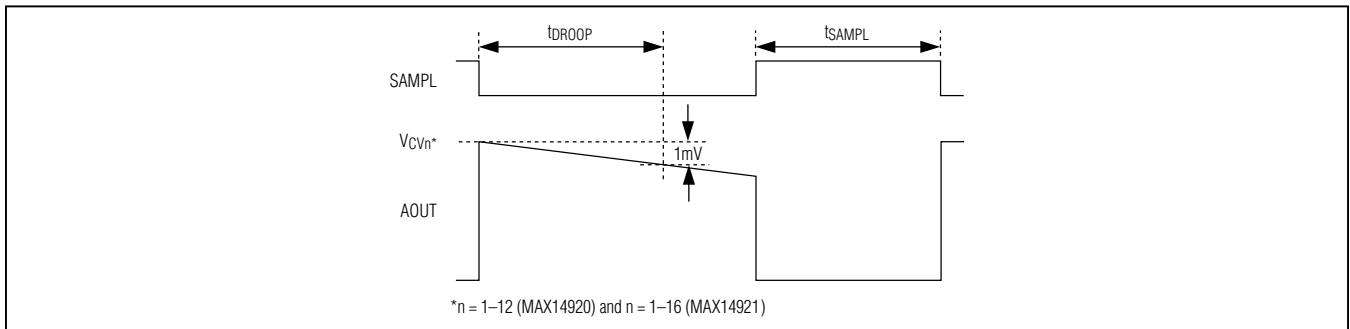 tDROOP
tSAMPL
SAMPL
VCVn*
1mV
AOUT
*n = 1–12 (MAX14920) and n = 1–16 (MAX14921)